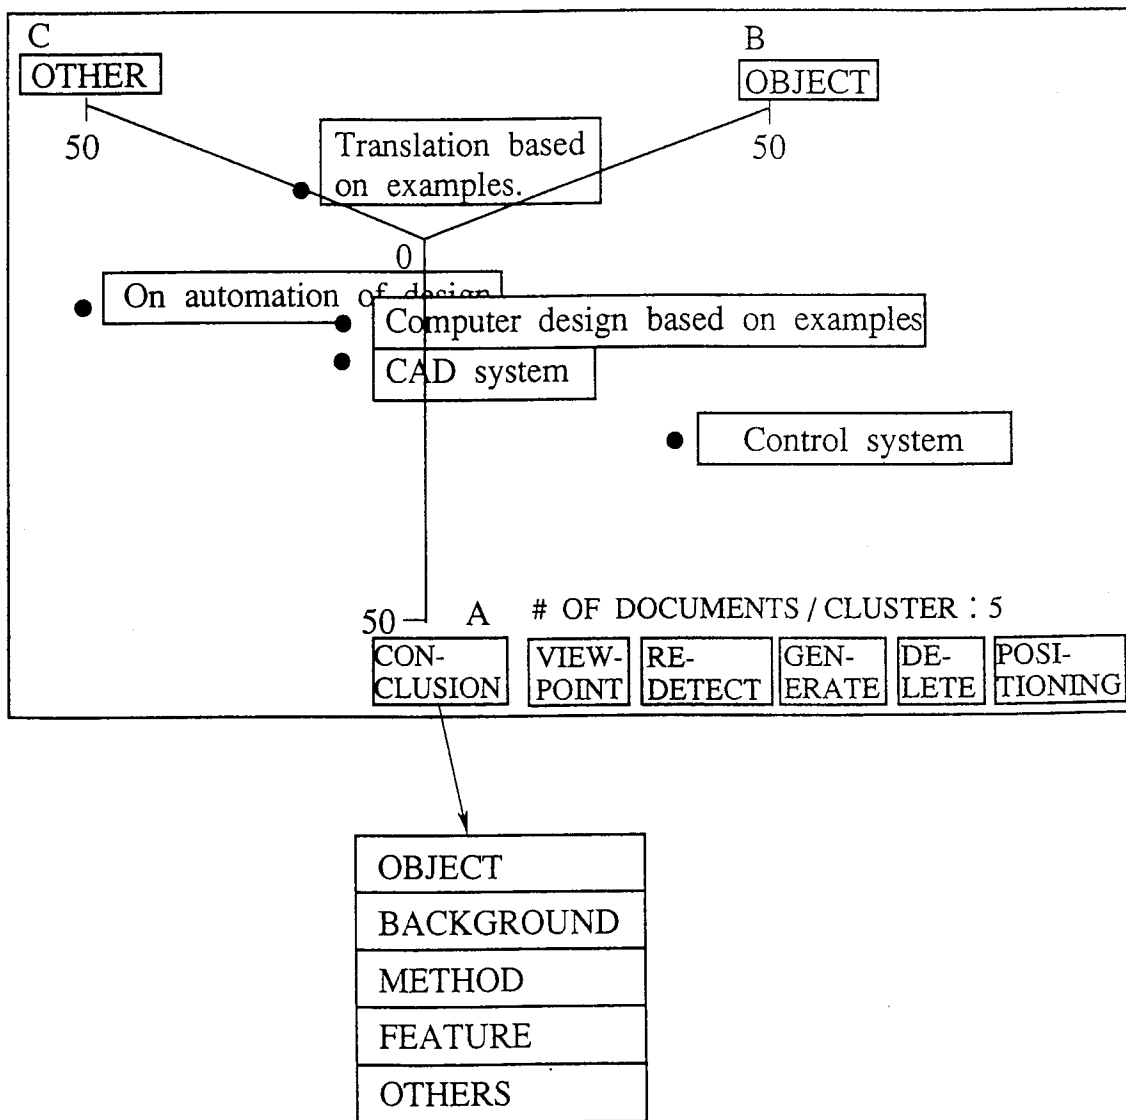 C
OTHER
50
B
OBJECT
50
Translation based
on examples.
0
On automation of design
Computer design based on examples
CAD system
Control system
50
A
# OF DOCUMENTS / CLUSTER : 5
CON-
CLUSION
VIEW-
POINT
RE-
DETECT
GEN-
ERATE
DE-
LETE
POSI-
TIONING
OBJECT
BACKGROUND
METHOD
FEATURE
OTHERS